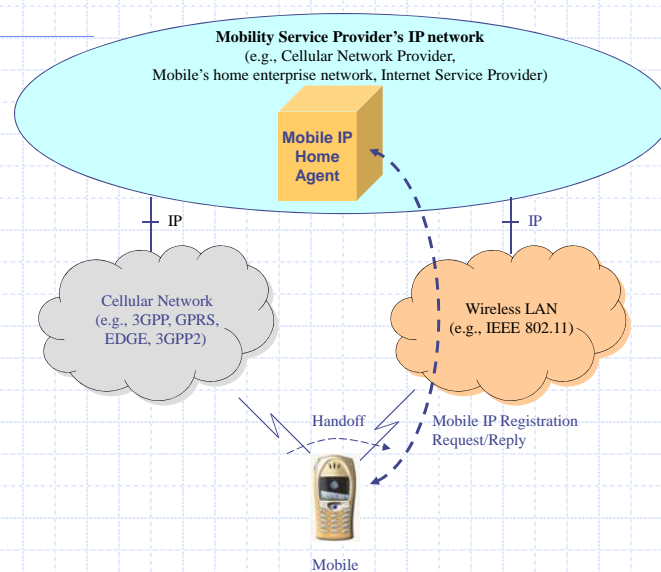 Mobility Service Provider's IP network
(e.g., Cellular Network Provider,
Mobile's home enterprise network, Internet Service Provider)
Mobile IP
Home
Agent
IP
IP
Cellular Network
(e.g., 3GPP, GPRS,
EDGE, 3GPP2)
Wireless LAN
(e.g., IEEE 802.11)
Handoff
Mobile IP Registration
Request/Reply
Mobile